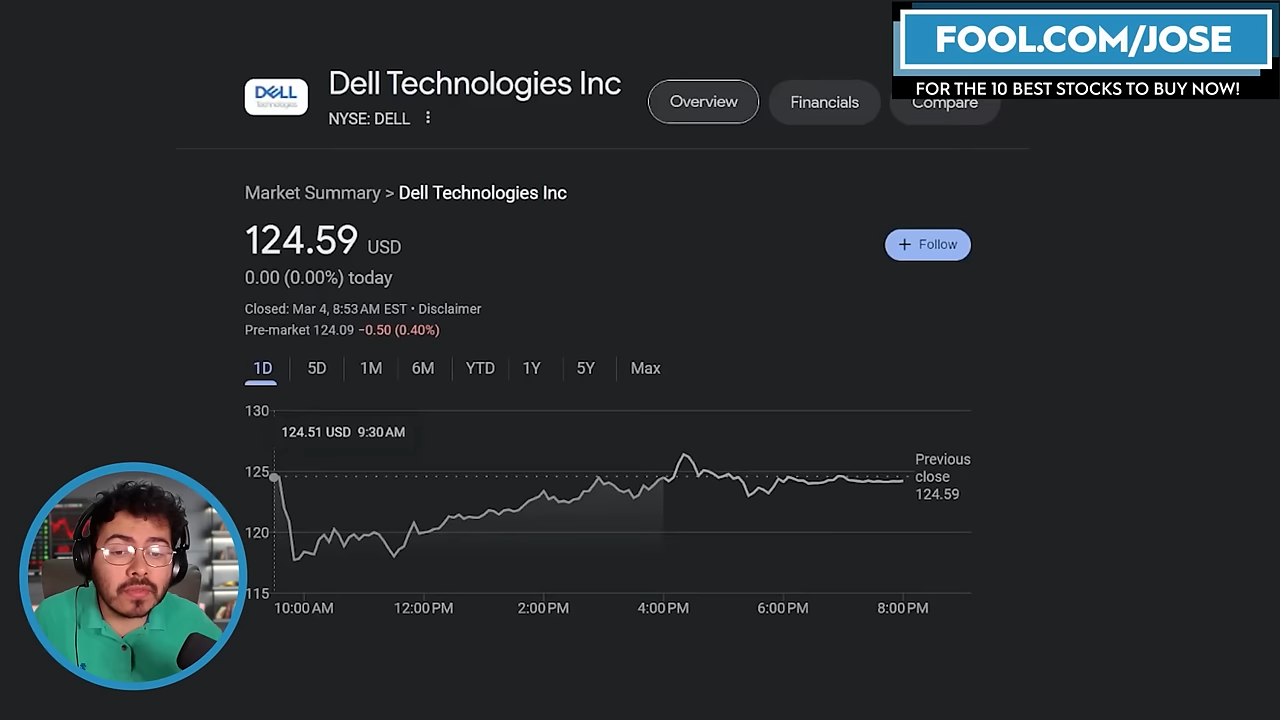 FOOL.COM/JOSE
FOR THE 10 BEST STOCKS TO BUY NOW!
DELL
Technologies
Dell Technologies Inc
NYSE: DELL
Overview
Financials
Compare
Market Summary > Dell Technologies Inc
124.59 USD
+ Follow
0.00 (0.00%) today
Closed: Mar 4, 8:53 AM EST • Disclaimer
Pre-market 124.09 −0.50 (0.40%)
1D
5D
1M
6M
YTD
1Y
5Y
Max
130
124.51 USD 9:30 AM
125
Previous
close
124.59
120
115
10:00 AM
12:00 PM
2:00 PM
4:00 PM
6:00 PM
8:00 PM